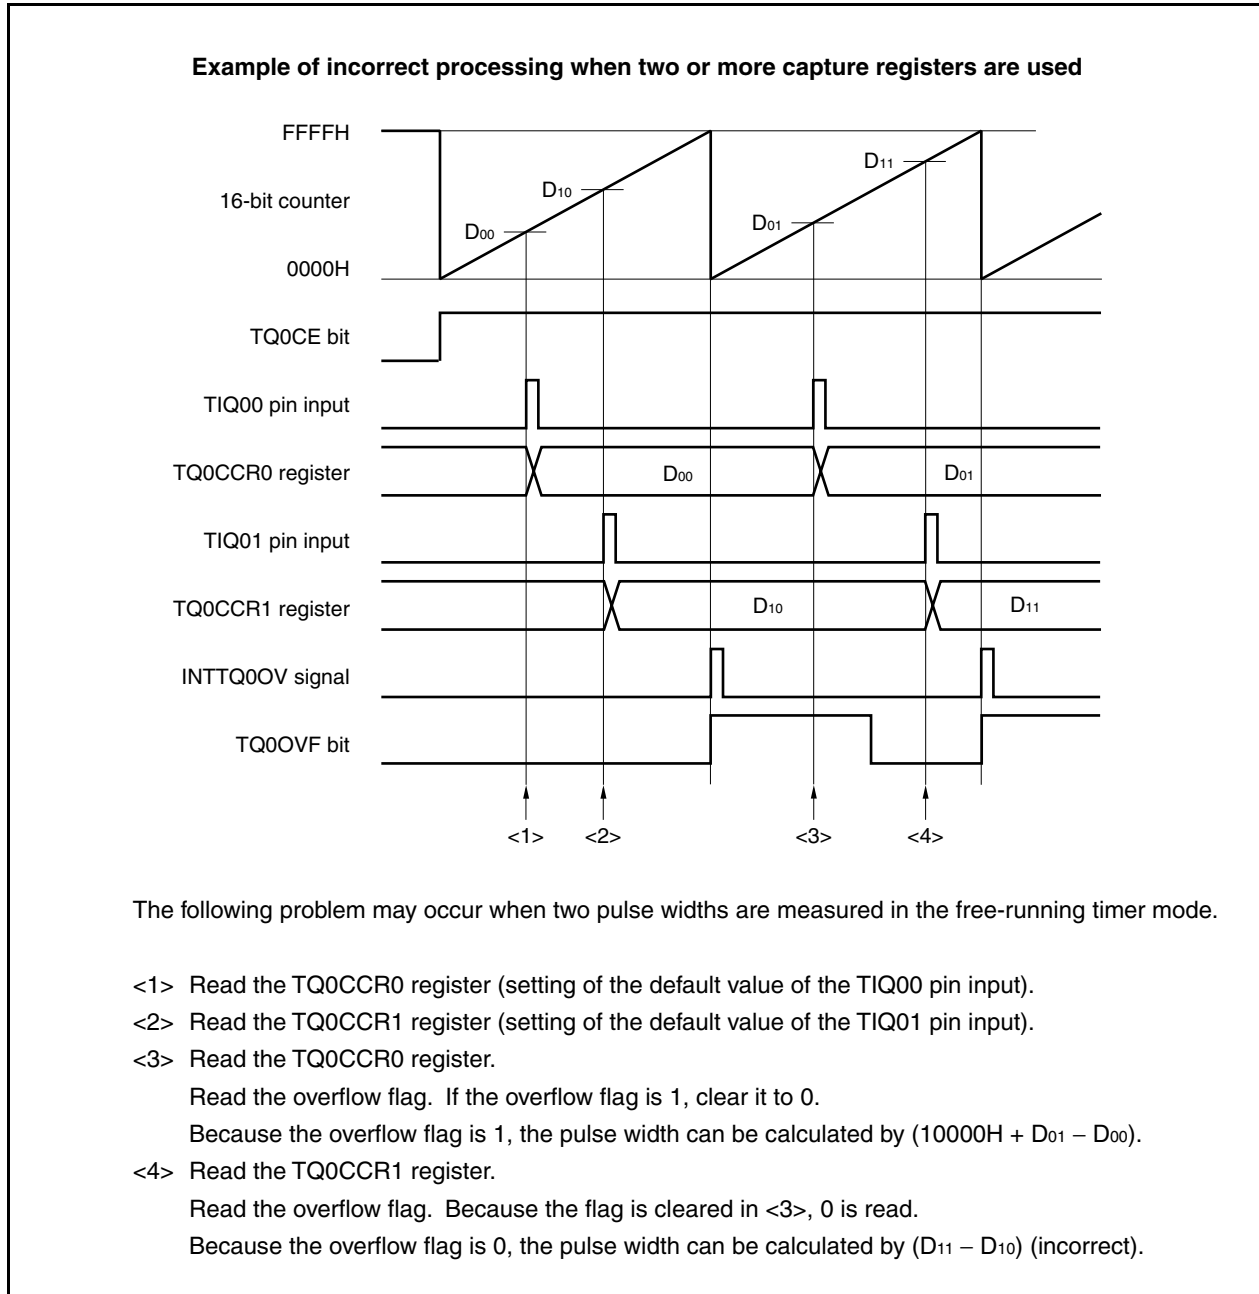 Example of incorrect processing when two or more capture registers are used
FFFFH
D11
D10
16-bit counter
D01
D00
0000H
TQ0CE bit
TIQ00 pin input
TQ0CCR0 register
D00
D01
TIQ01 pin input
TQ0CCR1 register
D10
D11
INTTQ0OV signal
TQ0OVF bit
<1> <2> <3> <4>
The following problem may occur when two pulse widths are measured in the free-running timer mode.
<1> Read the TQ0CCR0 register (setting of the default value of the TIQ00 pin input).
<2> Read the TQ0CCR1 register (setting of the default value of the TIQ01 pin input).
<3> Read the TQ0CCR0 register.
Read the overflow flag. If the overflow flag is 1, clear it to 0.
Because the overflow flag is 1, the pulse width can be calculated by (10000H + D01 − D00).
<4> Read the TQ0CCR1 register.
Read the overflow flag. Because the flag is cleared in <3>, 0 is read.
Because the overflow flag is 0, the pulse width can be calculated by (D11 − D10) (incorrect).